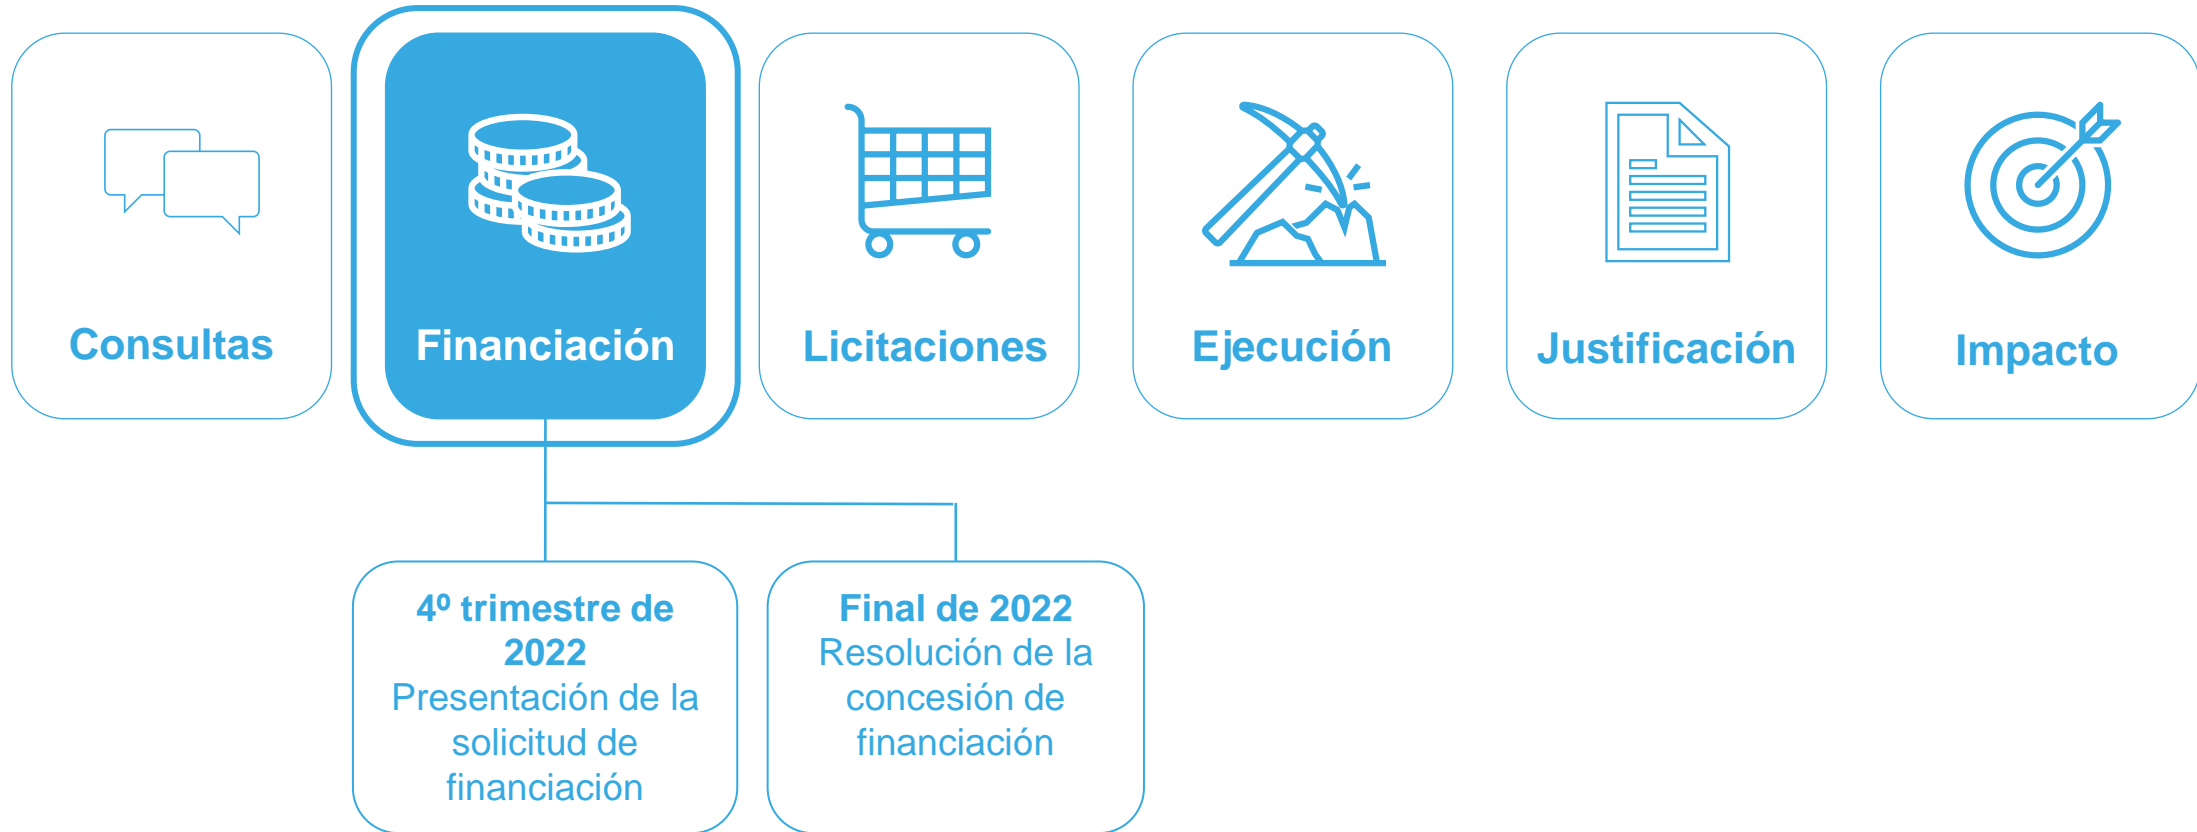 Consultas
Financiación
Licitaciones
Ejecución
Justificación
Impacto
4º trimestre de
2022
Presentación de la
solicitud de
financiación
Final de 2022
Resolución de la
concesión de
financiación